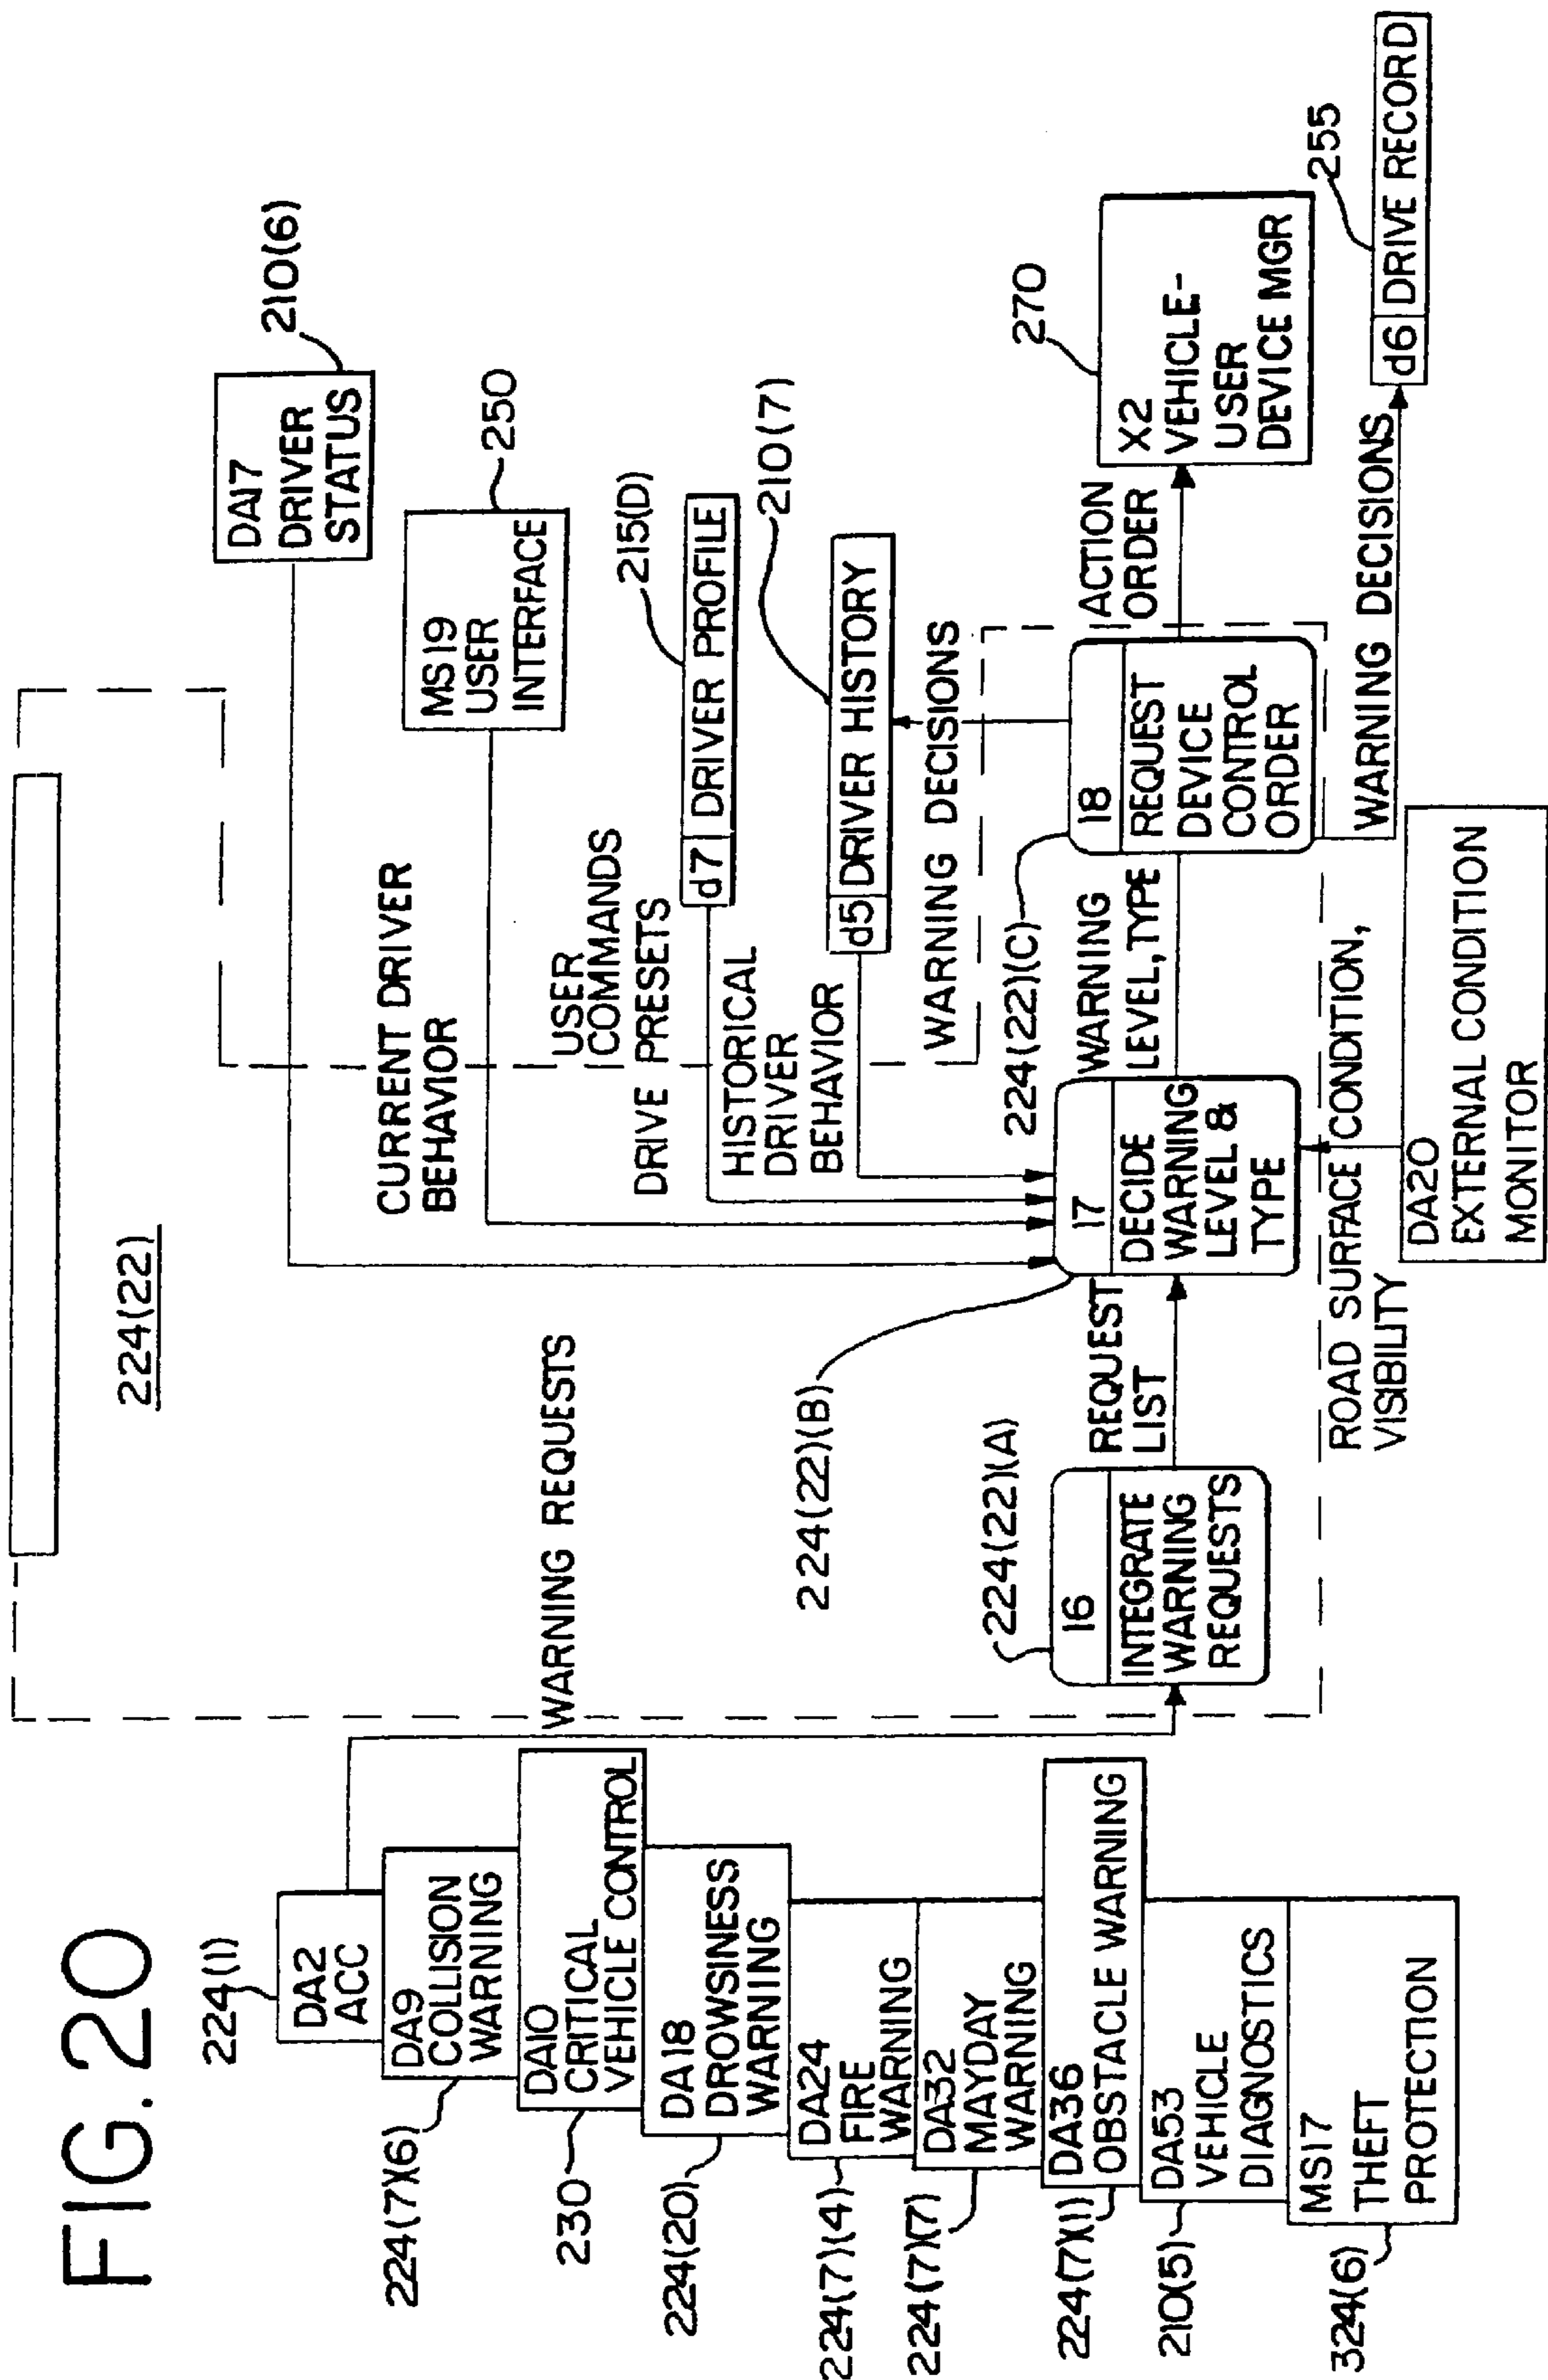 FIG.20
224(22)
224(1)
DA2
ACC
224(7)(6)
DA9
COLLISION
WARNING
230
DA10
CRITICAL
VEHICLE CONTROL
224(20)
DA18
DROWSINESS
WARNING
224(7)(4)
DA24
FIRE
WARNING
224(7)(7)
DA32
MAYDAY
WARNING
224(7)(1)
DA36
OBSTACLE WARNING
210(5)
DA53
VEHICLE
DIAGNOSTICS
324(6)
MS17
THEFT
PROTECTION
WARNING REQUESTS
224(22)(A)
16
INTEGRATE
WARNING
REQUESTS
REQUEST
LIST
224(22)(B)
17
DECIDE
WARNING
LEVEL &
TYPE
CURRENT DRIVER
BEHAVIOR
USER
COMMANDS
DRIVE PRESETS
HISTORICAL
DRIVER
BEHAVIOR
DA17
DRIVER
STATUS
210(6)
MS19
USER
INTERFACE
250
215(D)
d7 DRIVER PROFILE
210(7)
d5 DRIVER HISTORY
WARNING DECISIONS
224(22)(C)
WARNING
LEVEL,TYPE
18
REQUEST
DEVICE
CONTROL
ORDER
ACTION
ORDER
270
X2
VEHICLE-
USER
DEVICE MGR
WARNING DECISIONS
255
d6 DRIVE RECORD
ROAD SURFACE CONDITION,
VISIBILITY
DA20
EXTERNAL CONDITION
MONITOR